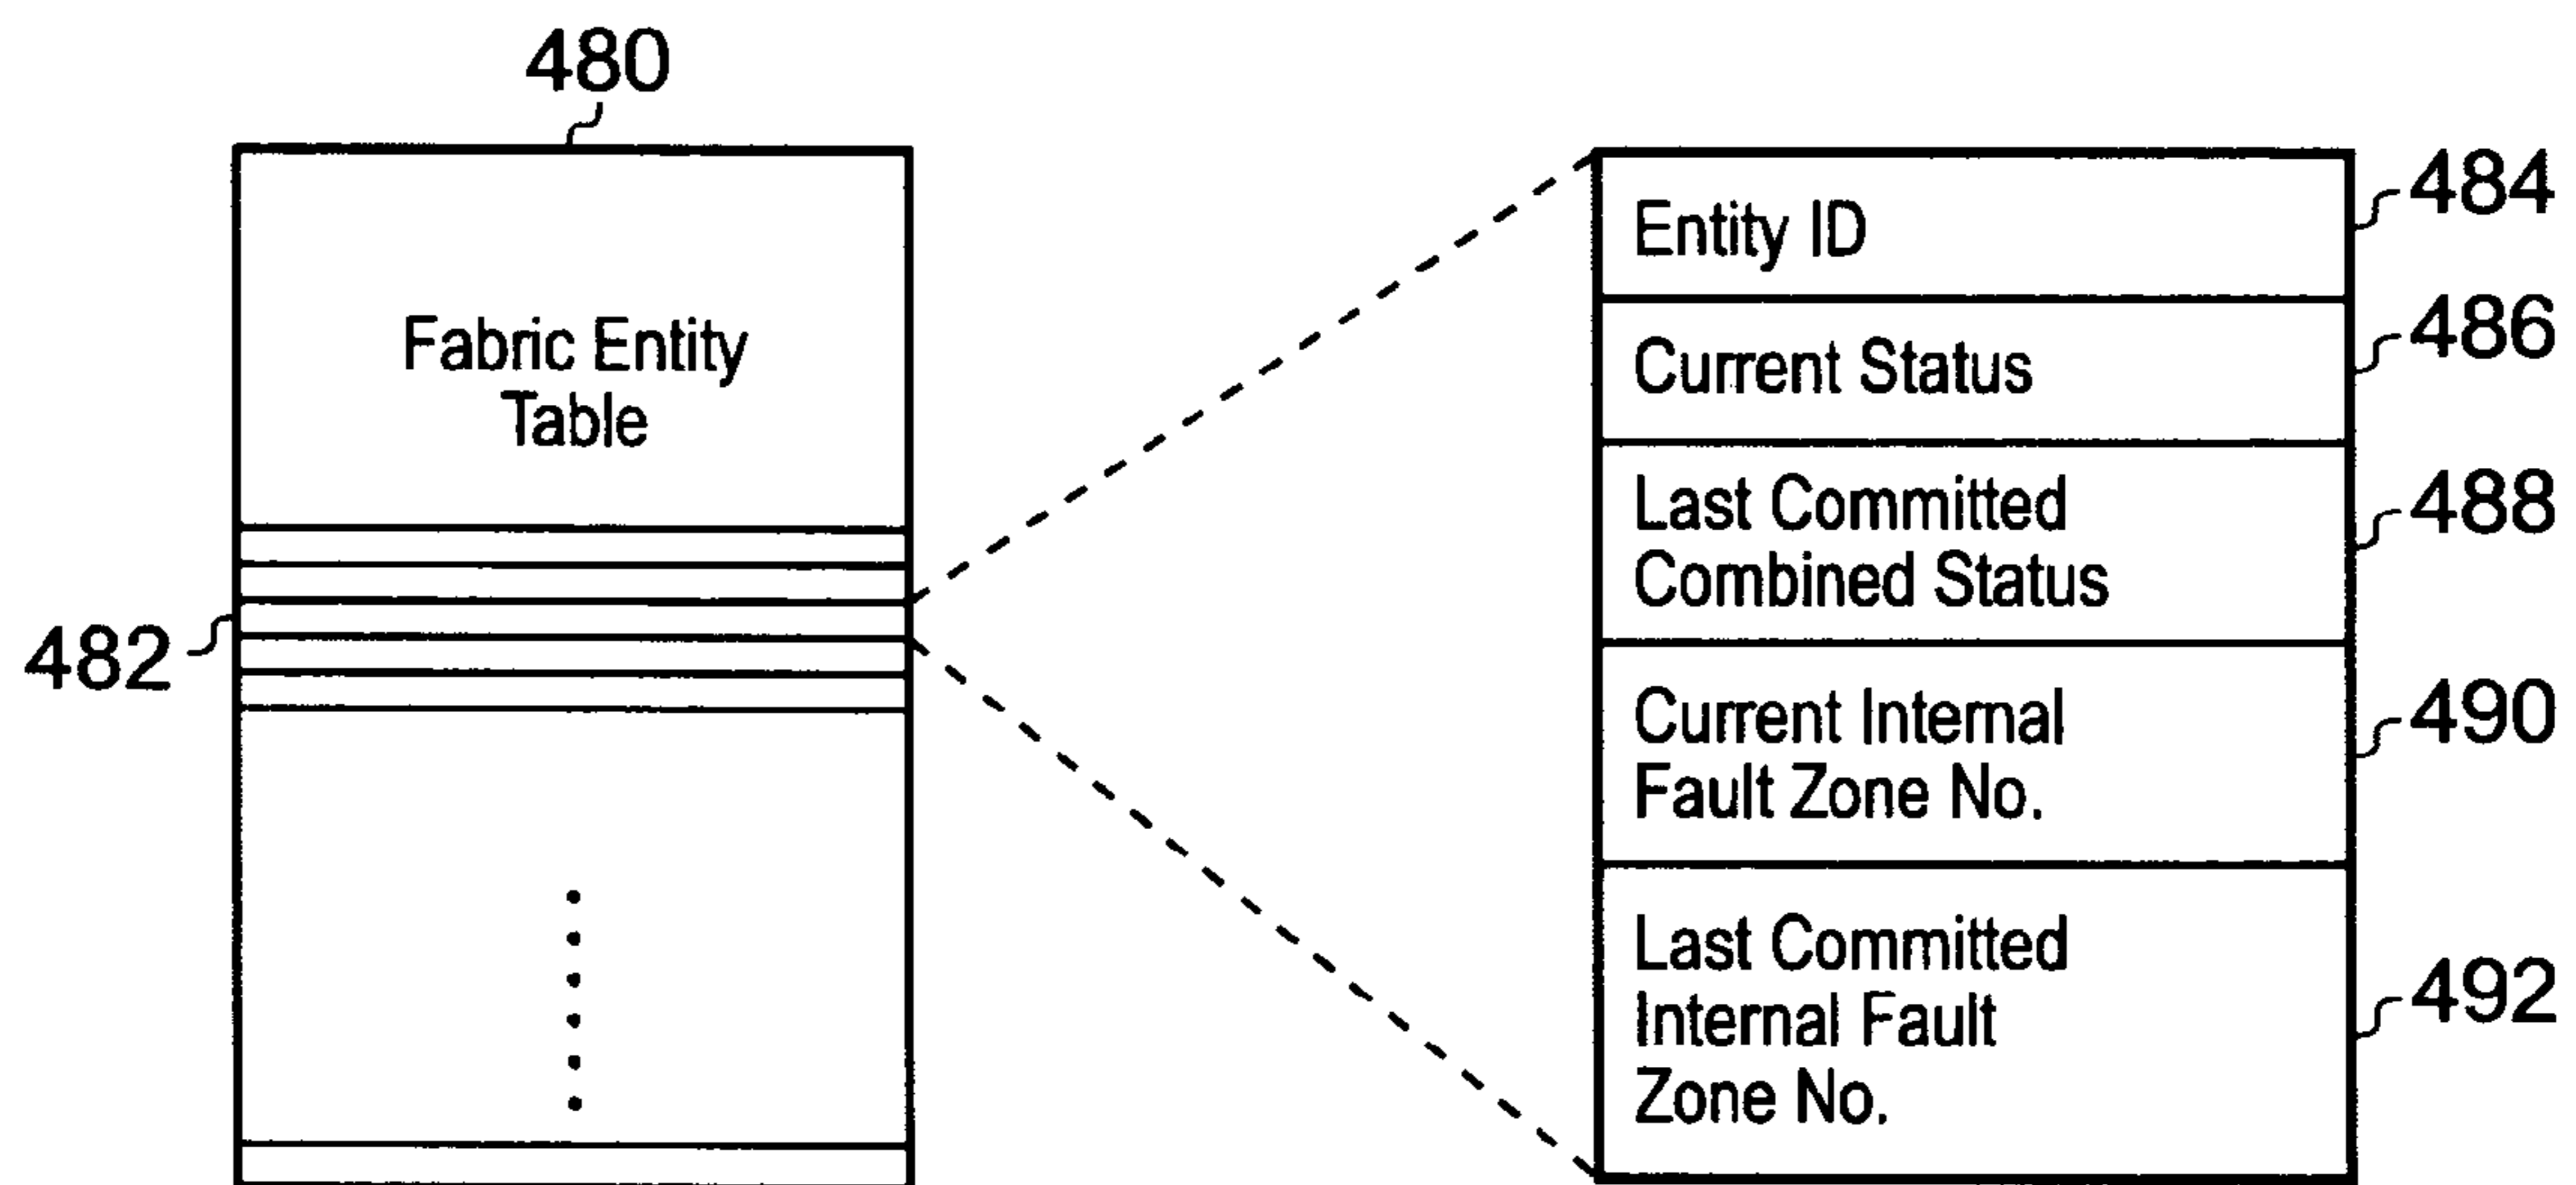 480
Fabric Entity
Table
482
Entity ID
484
Current Status
486
Last Committed
Combined Status
488
Current Internal
Fault Zone No.
490
Last Committed
Internal Fault
Zone No.
492